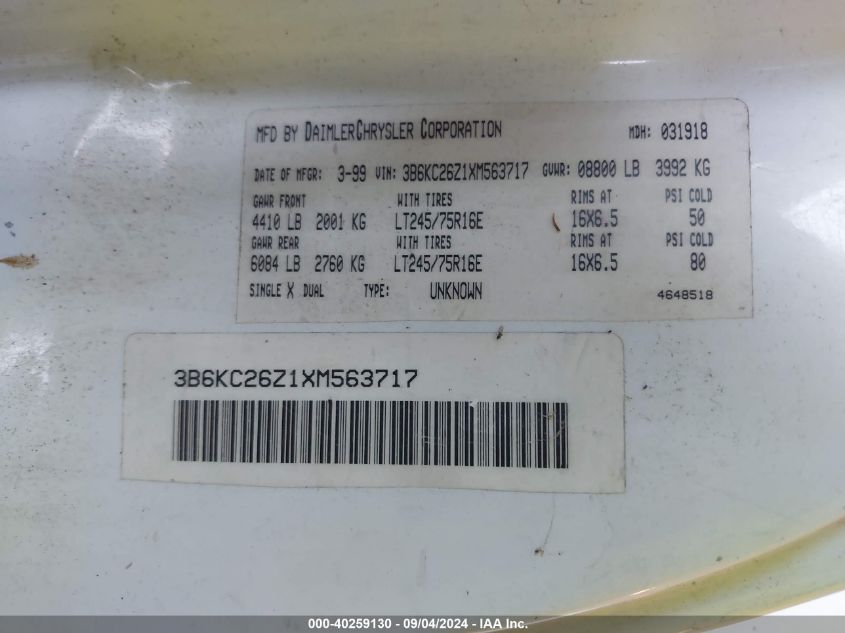 MFD BY DAIMLERCHRYSLER CORPORATION MDH: 031918
DATE OF MFGR: 3-99 VIN: 3B6KC26Z1XM563717 GVWR: 08800 LB 3992 KG
GAWR FRONT WITH TIRES RIMS AT PSI COLD
4410 LB 2001 KG LT245/75R16E 16X6.5 50
GAWR REAR WITH TIRES RIMS AT PSI COLD
6084 LB 2760 KG LT245/75R16E 16X6.5 80
SINGLE X DUAL TYPE: UNKNOWN 4648518
3B6KC26Z1XM563717
000-40259130 - 09/04/2024 - IAA Inc.